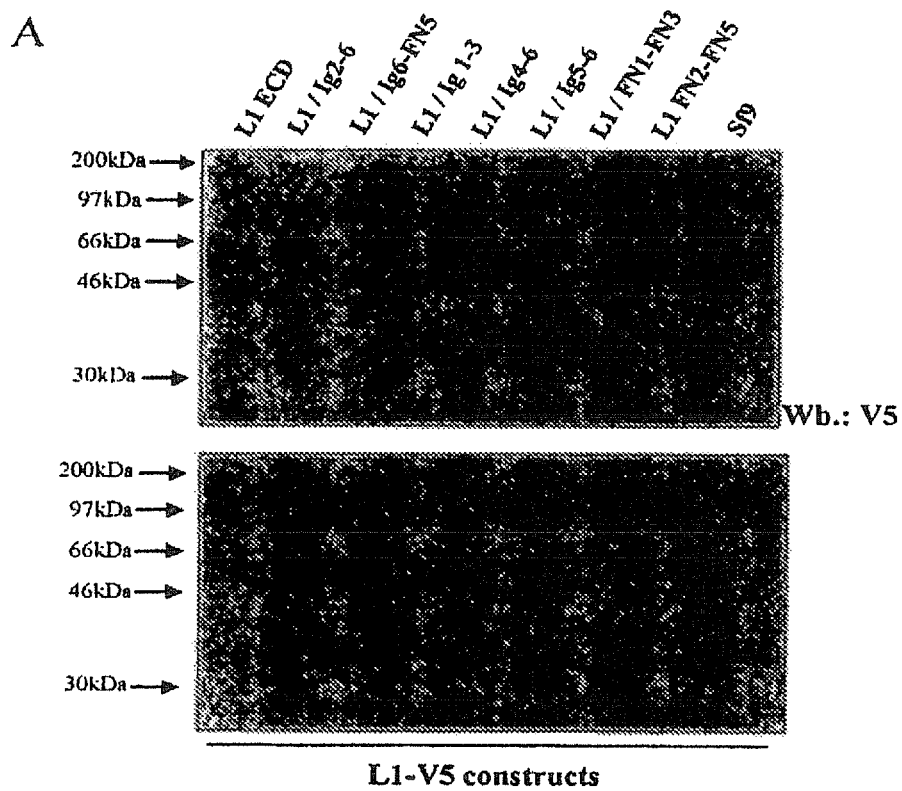 A
L1 ECD
L1 / Ig2-6
L1 / Ig6-FN5
L1 / Ig 1-3
L1 / Ig4-6
L1 / Ig5-6
L1 / FN1-FN3
L1 FN2-FN5
Sf9
200kDa
97kDa
66kDa
46kDa
30kDa
Wb.: V5
200kDa
97kDa
66kDa
46kDa
30kDa
L1-V5 constructs